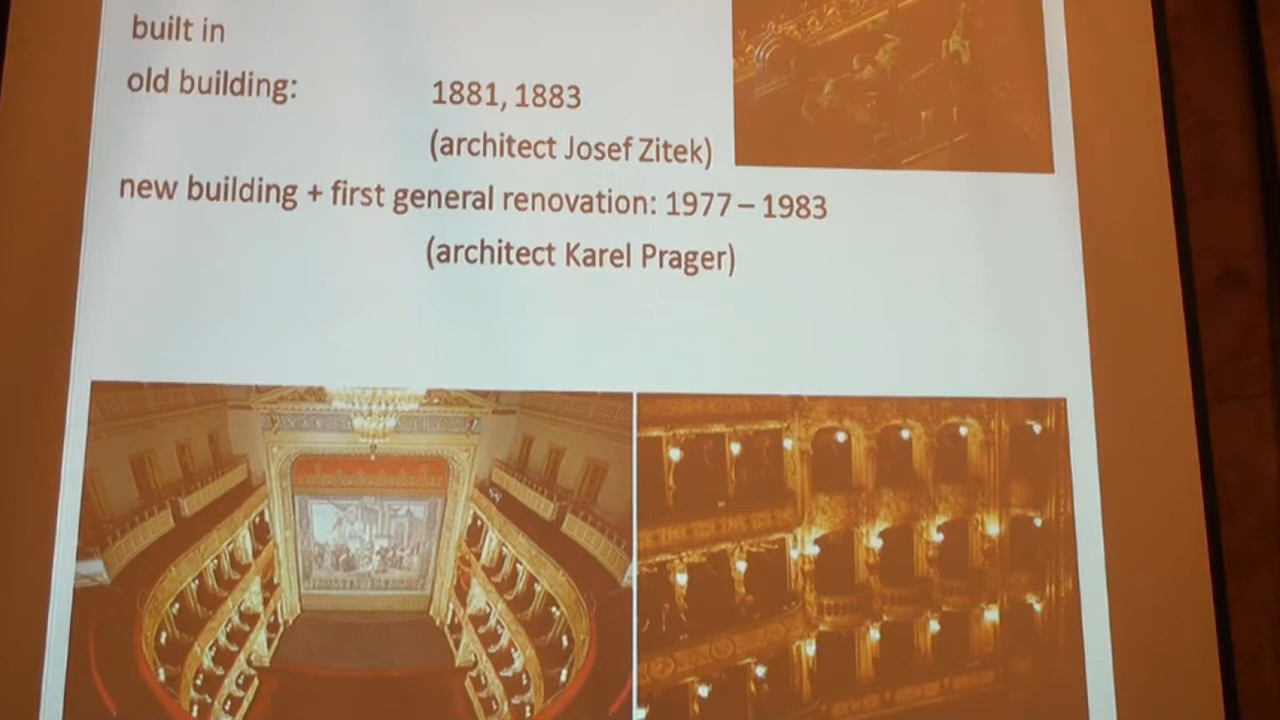 built in
old building: 1881, 1883
(architect Josef Zitek)
new building + first general renovation: 1977 – 1983
(architect Karel Prager)